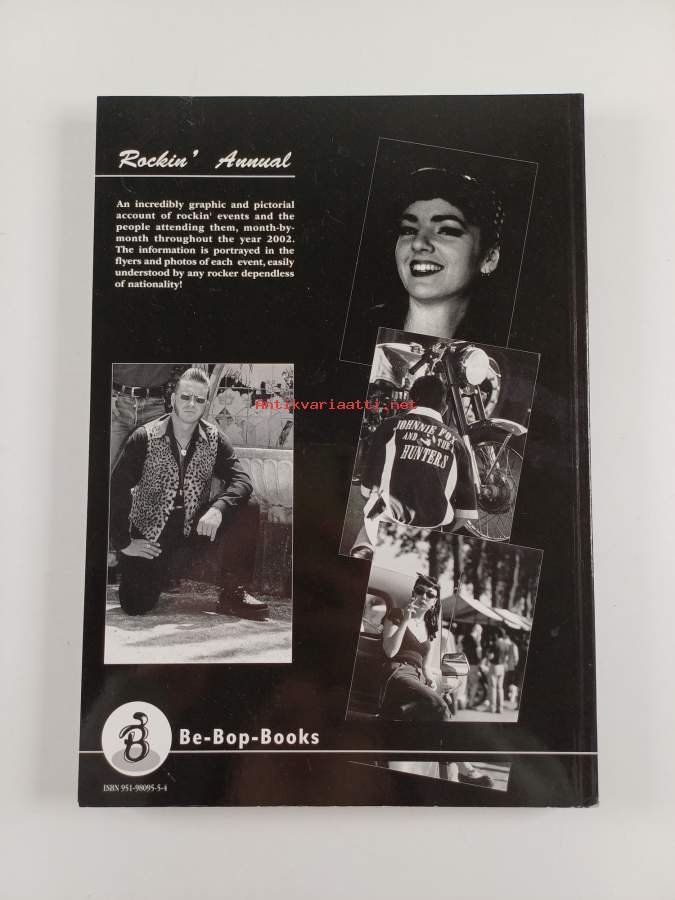 Rockin' Annual
An incredibly graphic and pictorial
account of rockin' events and the
people attending them, month-by-
month throughout the year 2002.
The information is portrayed in the
flyers and photos of each event, easily
understood by any rocker dependless
of nationality!
Antikvariaatti.net
JOHNNIE FOX
AND THE
HUNTERS
B
Be-Bop-Books
ISBN 951-98095-5-4